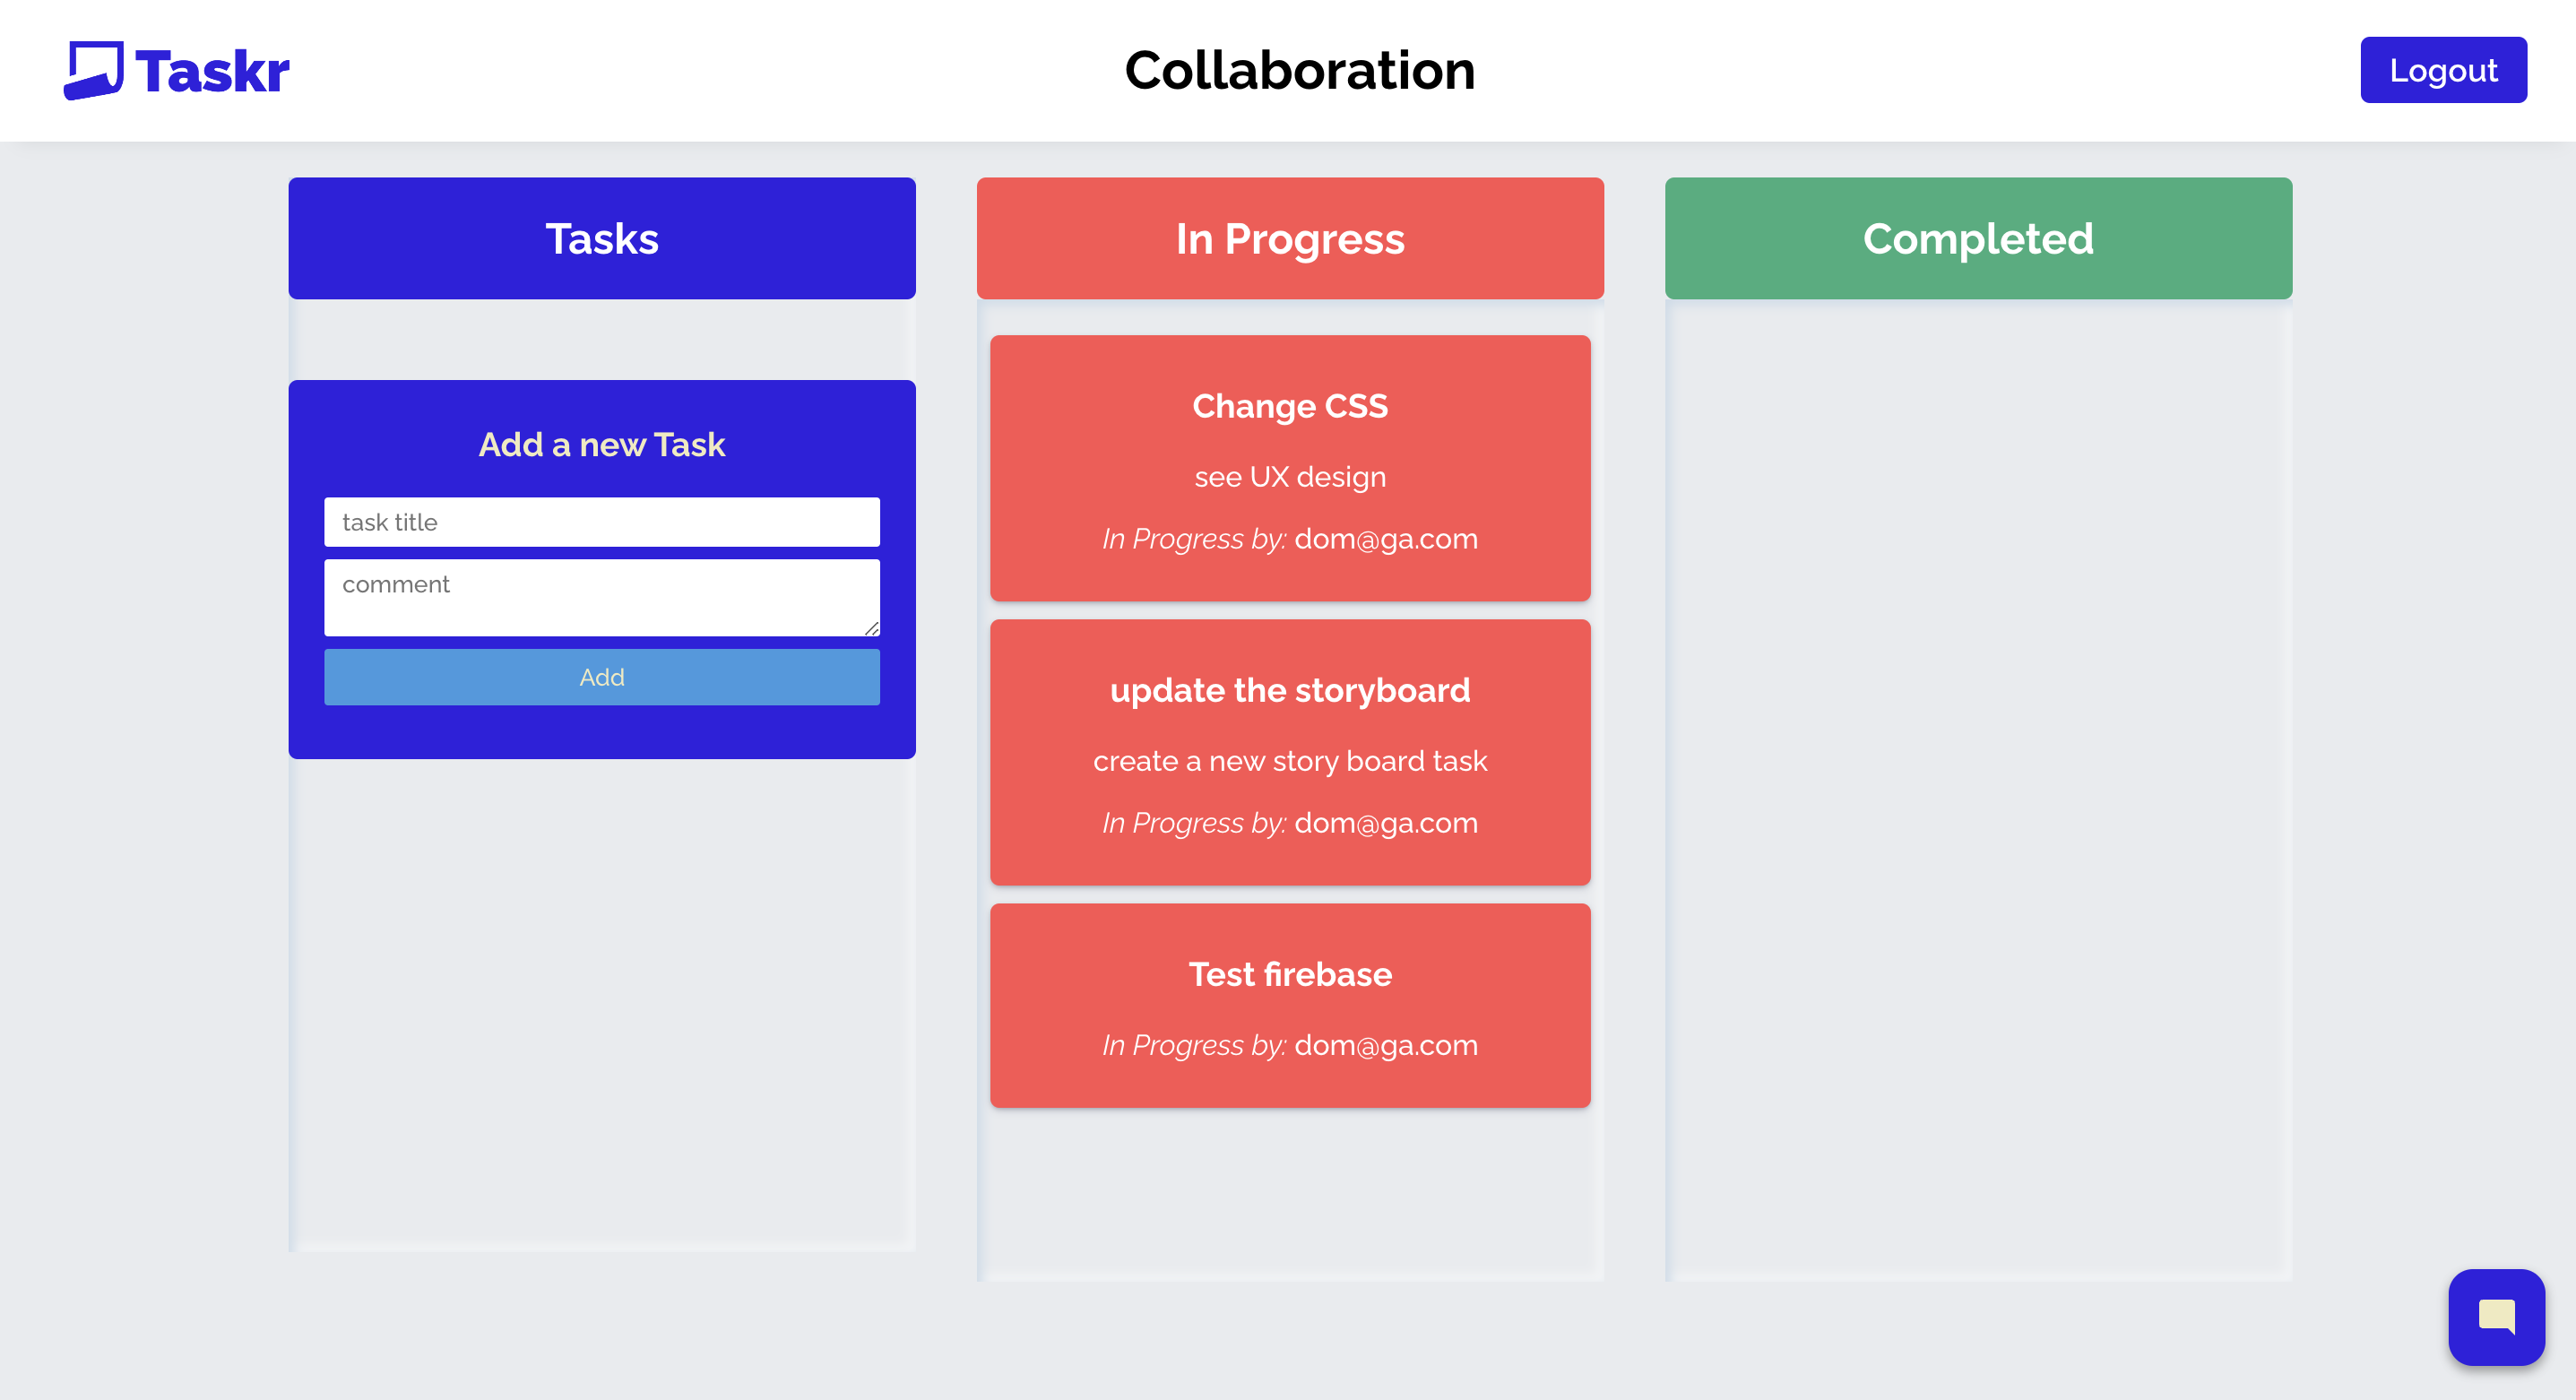 Taskr
Collaboration
Logout
Tasks
Add a new Task
task title
comment
Add
In Progress
Change CSS
see UX design
In Progress by: dom@ga.com
update the storyboard
create a new story board task
In Progress by: dom@ga.com
Test firebase
In Progress by: dom@ga.com
Completed